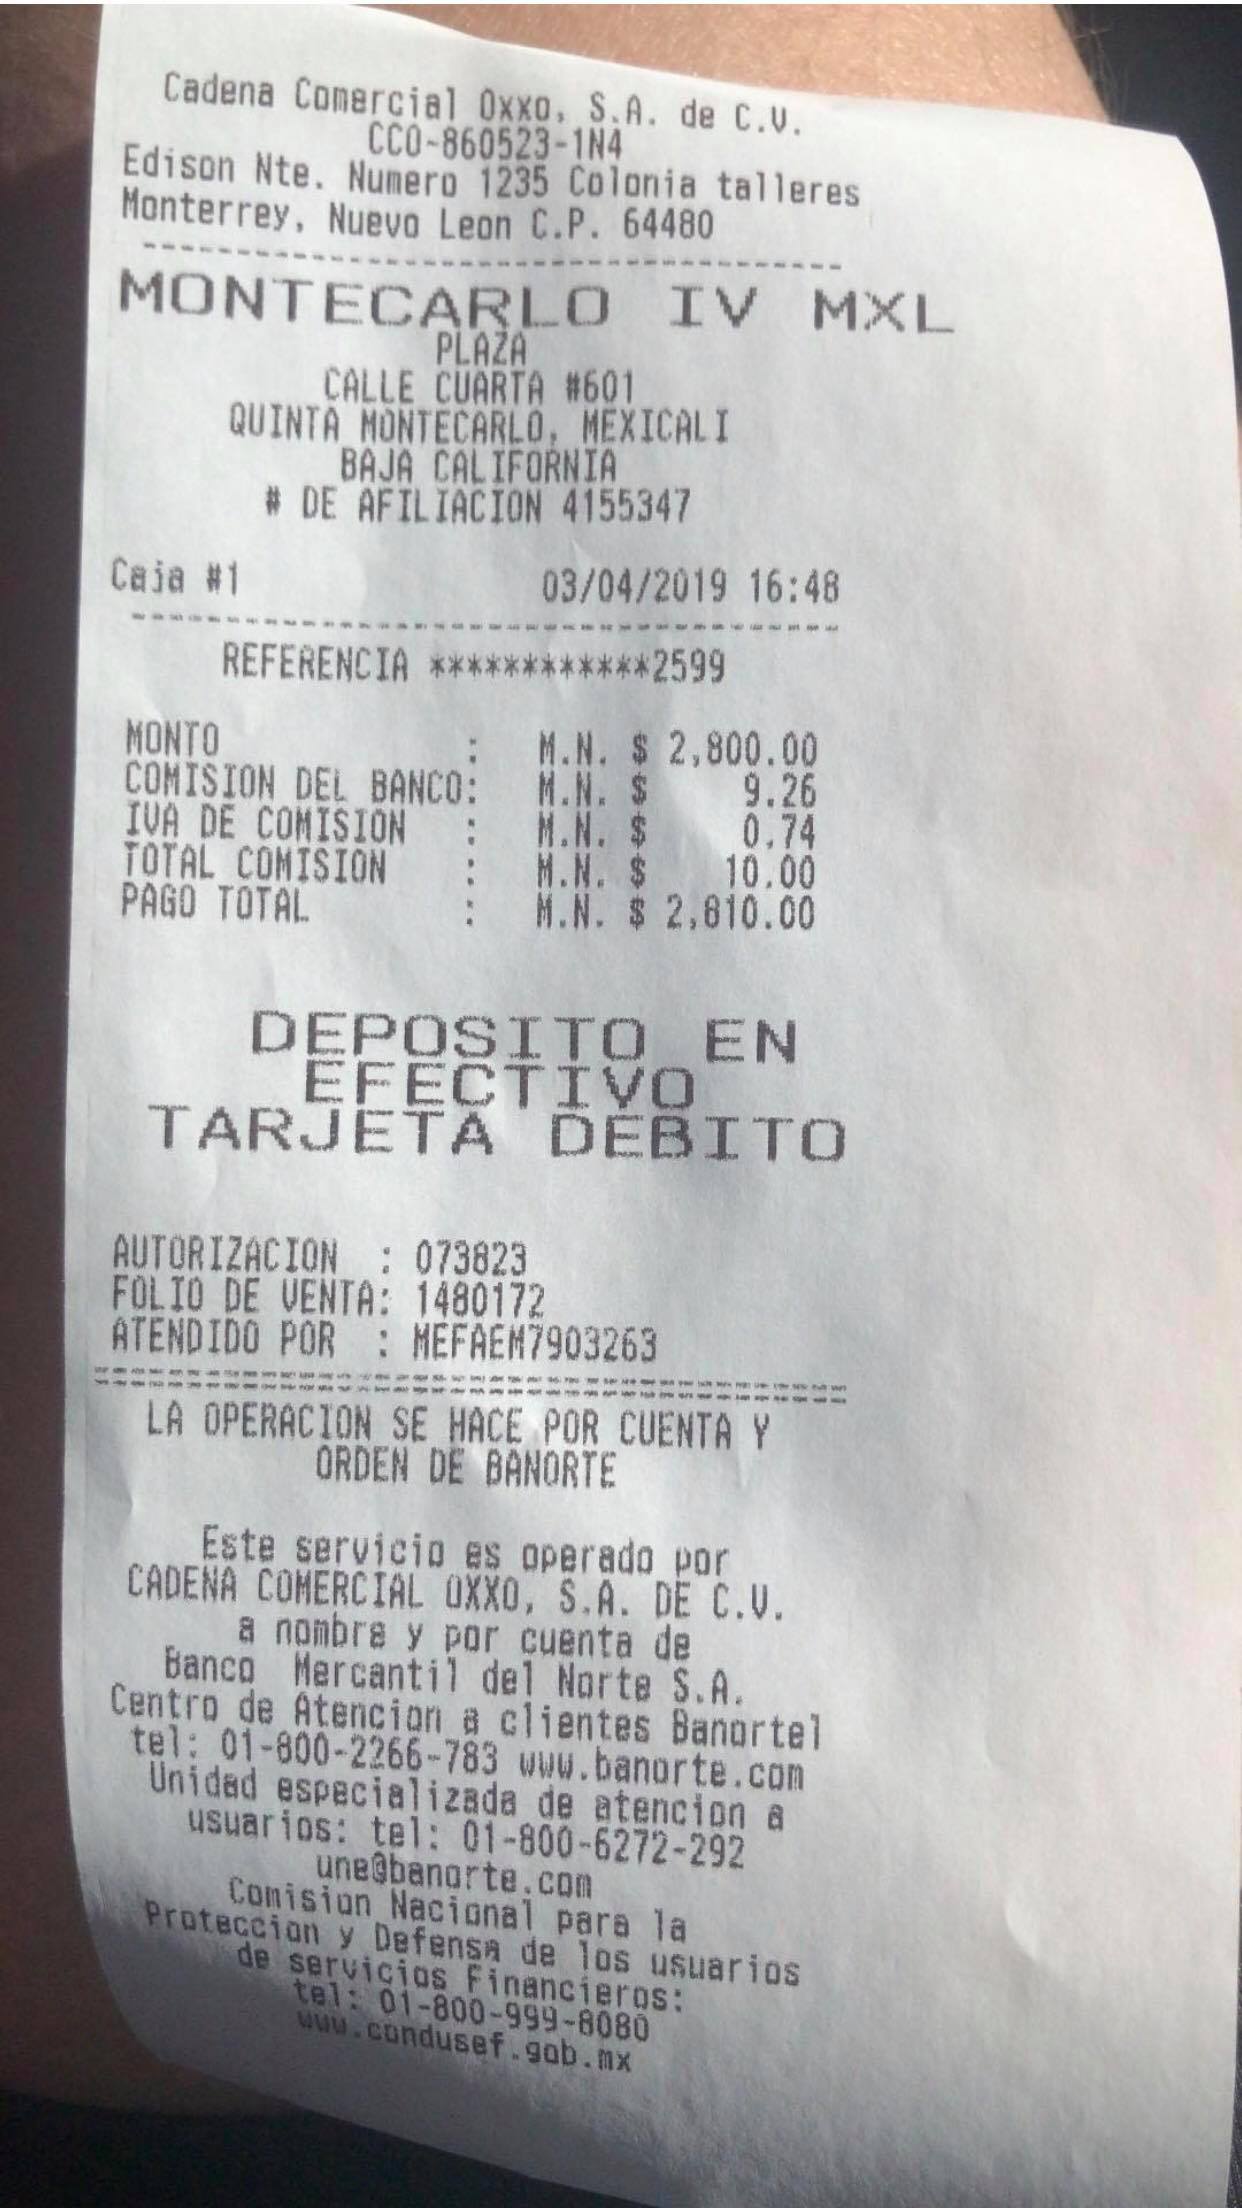 Cadena Comercial Oxxo, S.A. de C.V.
CCO-860523-1N4
Edison Nte. Numero 1235 Colonia talleres
Monterrey, Nuevo Leon C.P. 64480
----------------------------------------
MONTECARLO IV MXL
PLAZA
CALLE CUARTA #601
QUINTA MONTECARLO, MEXICALI
BAJA CALIFORNIA
# DE AFILIACION 4155347
Caja #1 03/04/2019 16:48
----------------------------------------
REFERENCIA ************2599
MONTO : M.N. $ 2,800.00
COMISION DEL BANCO: M.N. $ 9.26
IVA DE COMISION : M.N. $ 0.74
TOTAL COMISION : M.N. $ 10.00
PAGO TOTAL : M.N. $ 2,810.00
DEPOSITO EN
EFECTIVO
TARJETA DEBITO
AUTORIZACION : 073823
FOLIO DE VENTA: 1480172
ATENDIDO POR : MEFAEM7903263
========================================
LA OPERACION SE HACE POR CUENTA Y
ORDEN DE BANORTE
Este servicio es operado por
CADENA COMERCIAL OXXO, S.A. DE C.V.
a nombre y por cuenta de
Banco Mercantil del Norte S.A.
Centro de Atencion a clientes Banortel
tel: 01-800-2266-783 www.banorte.com
Unidad especializada de atencion a
usuarios: tel: 01-800-6272-292
une@banorte.com
Comision Nacional para la
Proteccion y Defensa de los usuarios
de servicios Financieros:
tel: 01-800-999-8080
www.condusef.gob.mx